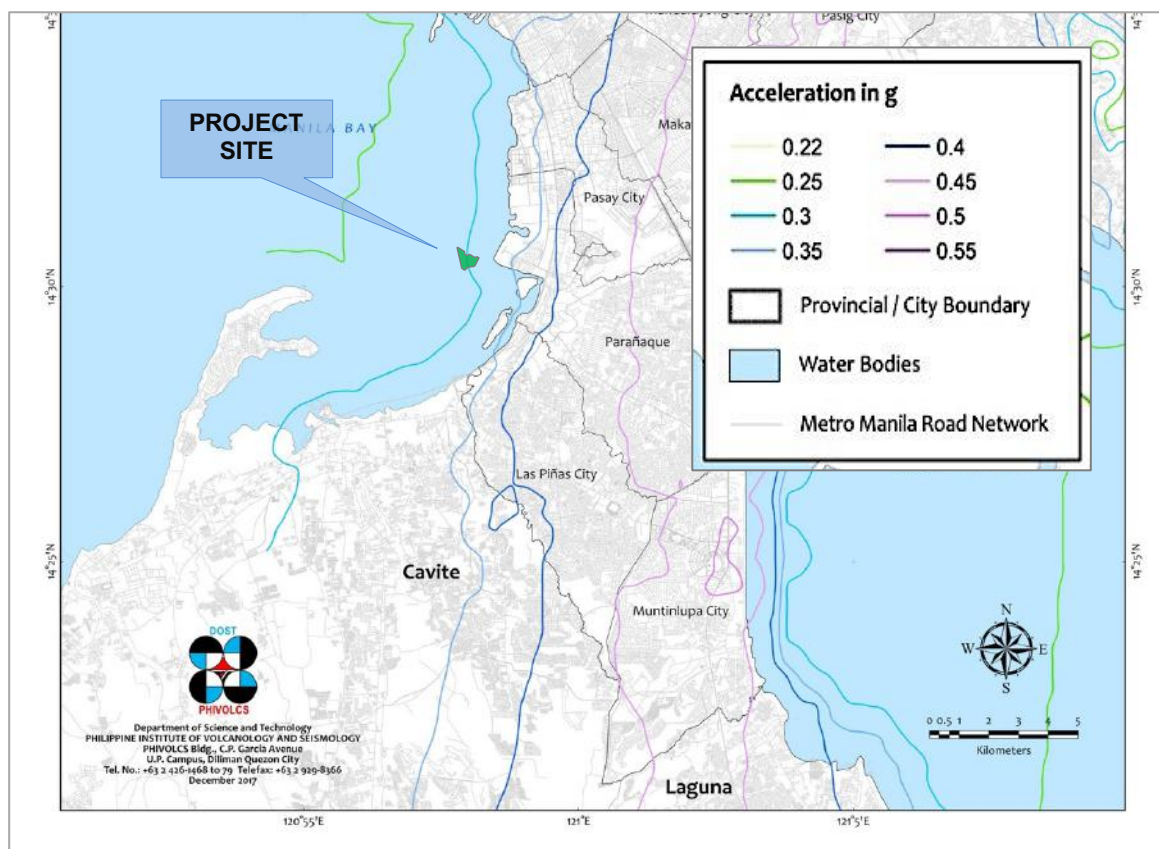 Pasig City
14°30'N
PROJECT
SITE
Maka
Pasay City
Parañaque
Las Piñas City
Cavite
Muntinlupa City
Laguna
Acceleration in g
0.22
0.25
0.3
0.35
0.4
0.45
0.5
0.55
Provincial / City Boundary
Water Bodies
Metro Manila Road Network
14°30'N
14°25'N
14°25'N
N
W E
S
0 0.5 1 2 3 4 5
Kilometers
DOST
PHIVOLCS
Department of Science and Technology
PHILIPPINE INSTITUTE OF VOLCANOLOGY AND SEISMOLOGY
PHIVOLCS Bldg., C.P. Garcia Avenue
U.P. Campus, Diliman Quezon City
Tel. No.: +63 2 426-1468 to 79 Telefax: +63 2 929-8366
December 2017
120°55'E
121°E
121°5'E